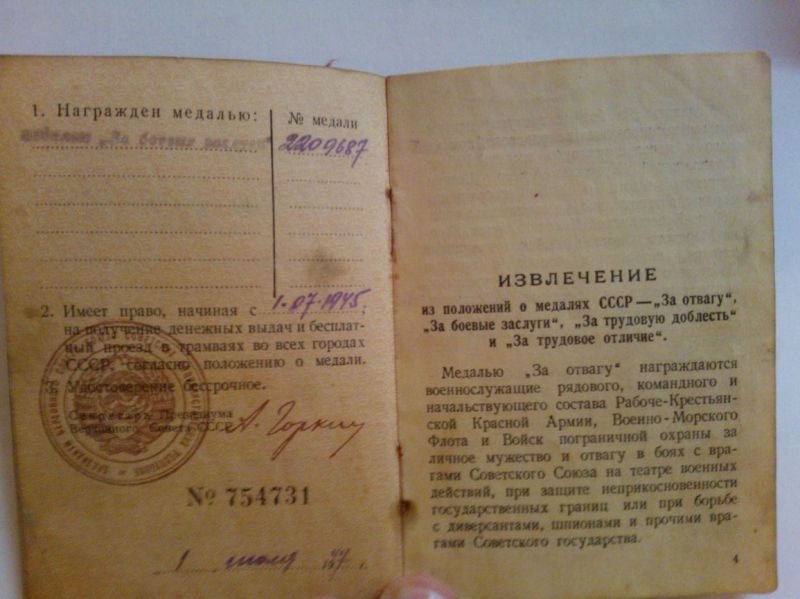 1. Награжден медалью:
№ медали
медалью „За боевые заслуги“
2209687
2. Имеет право, начиная с 1.07.1945,
на получение денежных выдач и бесплат-
ный проезд в трамваях во всех городах
СССР, согласно положению о медали.
3. Удостоверение бессрочное.
Секретарь Президиума
Верховного Совета СССР
А. Горкин
№ 754731
1 июля 47 г.
ИЗВЛЕЧЕНИЕ
из положений о медалях СССР — „За отвагу“,
„За боевые заслуги“, „За трудовую доблесть“
и „За трудовое отличие“.
Медалью „За отвагу“ награждаются
военнослужащие рядового, командного и
начальствующего состава Рабоче-Крестьян-
ской Красной Армии, Военно-Морского
Флота и Войск пограничной охраны за
личное мужество и отвагу в боях с вра-
гами Советского Союза на театре военных
действий, при защите неприкосновенности
государственных границ или при борьбе
с диверсантами, шпионами и прочими вра-
гами Советского государства.
4